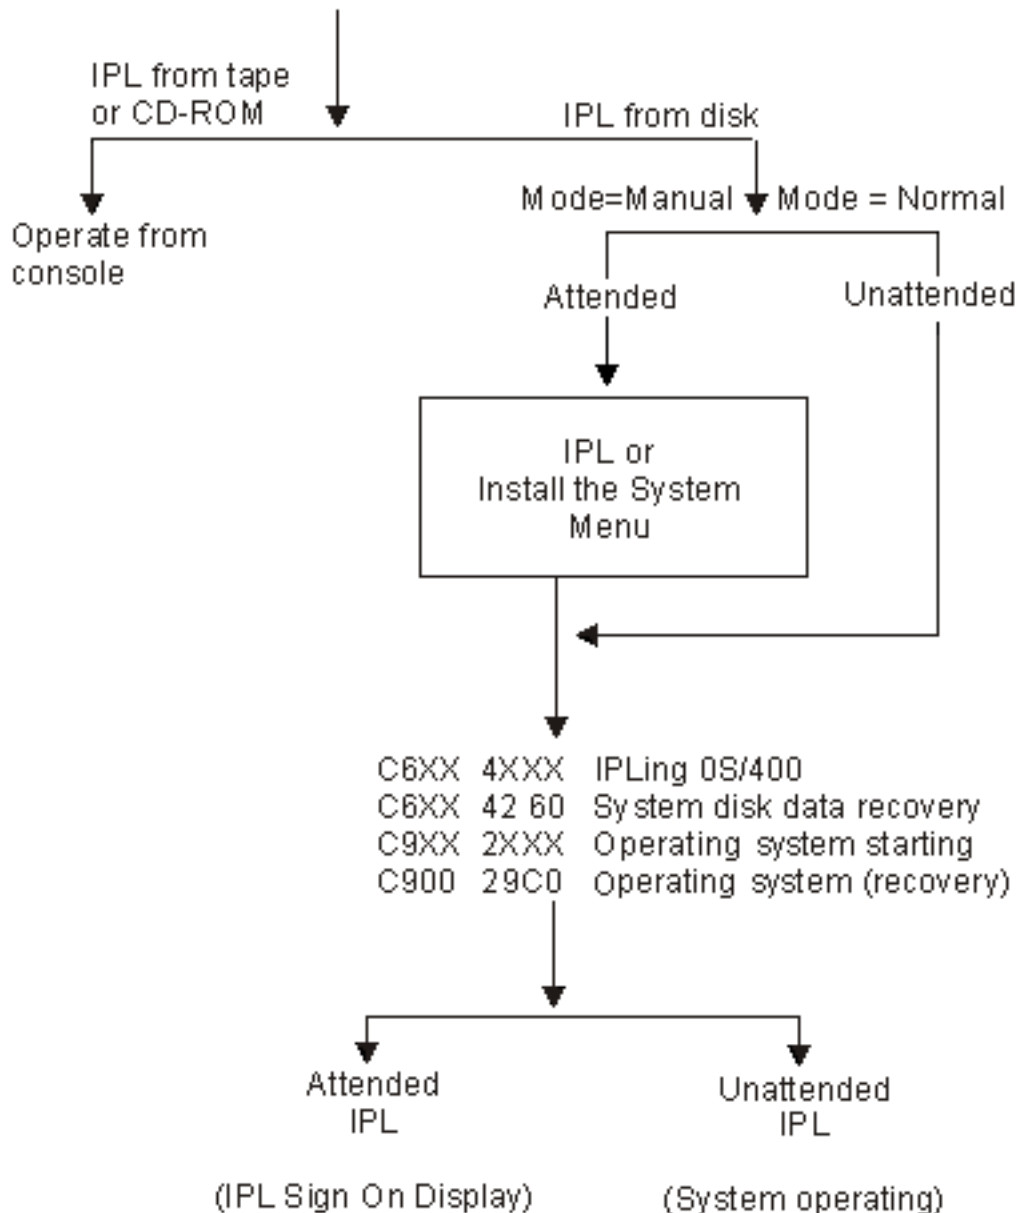 IPL from tape
or CD-ROM
IPL from disk
Mode=Manual
Mode = Normal
Operate from
console
Attended
Unattended
IPL or
Install the System
Menu
C6XX 4XXX IPLing 0S/400
C6XX 42 60 System disk data recovery
C9XX 2XXX Operating system starting
C900 29C0 Operating system (recovery)
Attended
IPL
Unattended
IPL
(IPL Sign On Display)
(System operating)